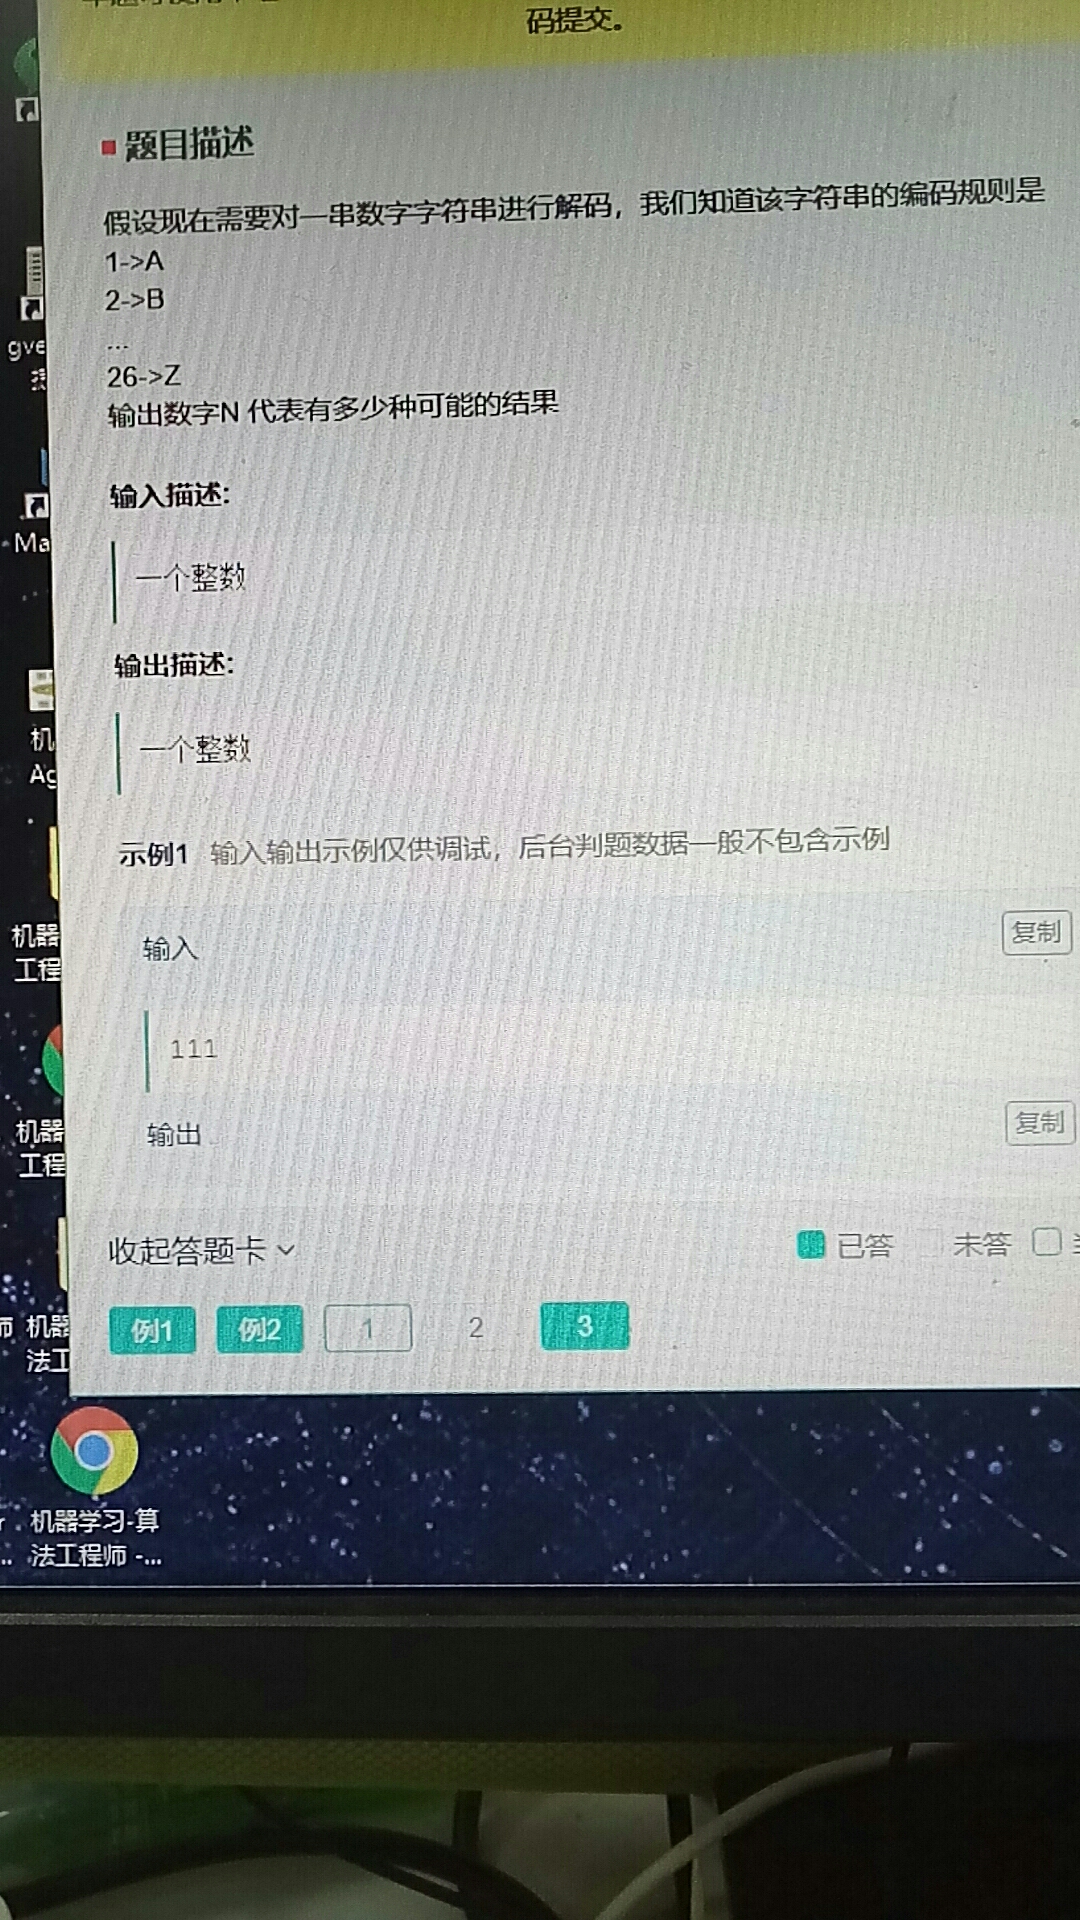 码提交。
题目描述
假设现在需要对一串数字字符串进行解码，我们知道该字符串的编码规则是
1->A
2->B
...
26->Z
输出数字N 代表有多少种可能的结果
输入描述:
一个整数
输出描述:
一个整数
示例1 输入输出示例仅供调试，后台判题数据一般不包含示例
输入
复制
111
输出
复制
收起答题卡
已答
未答
例1
例2
1
2
3
gve
Ma
机
Ag
机器
工程
机器
工程
师
机器
法工
机器学习-算
法工程师 -...